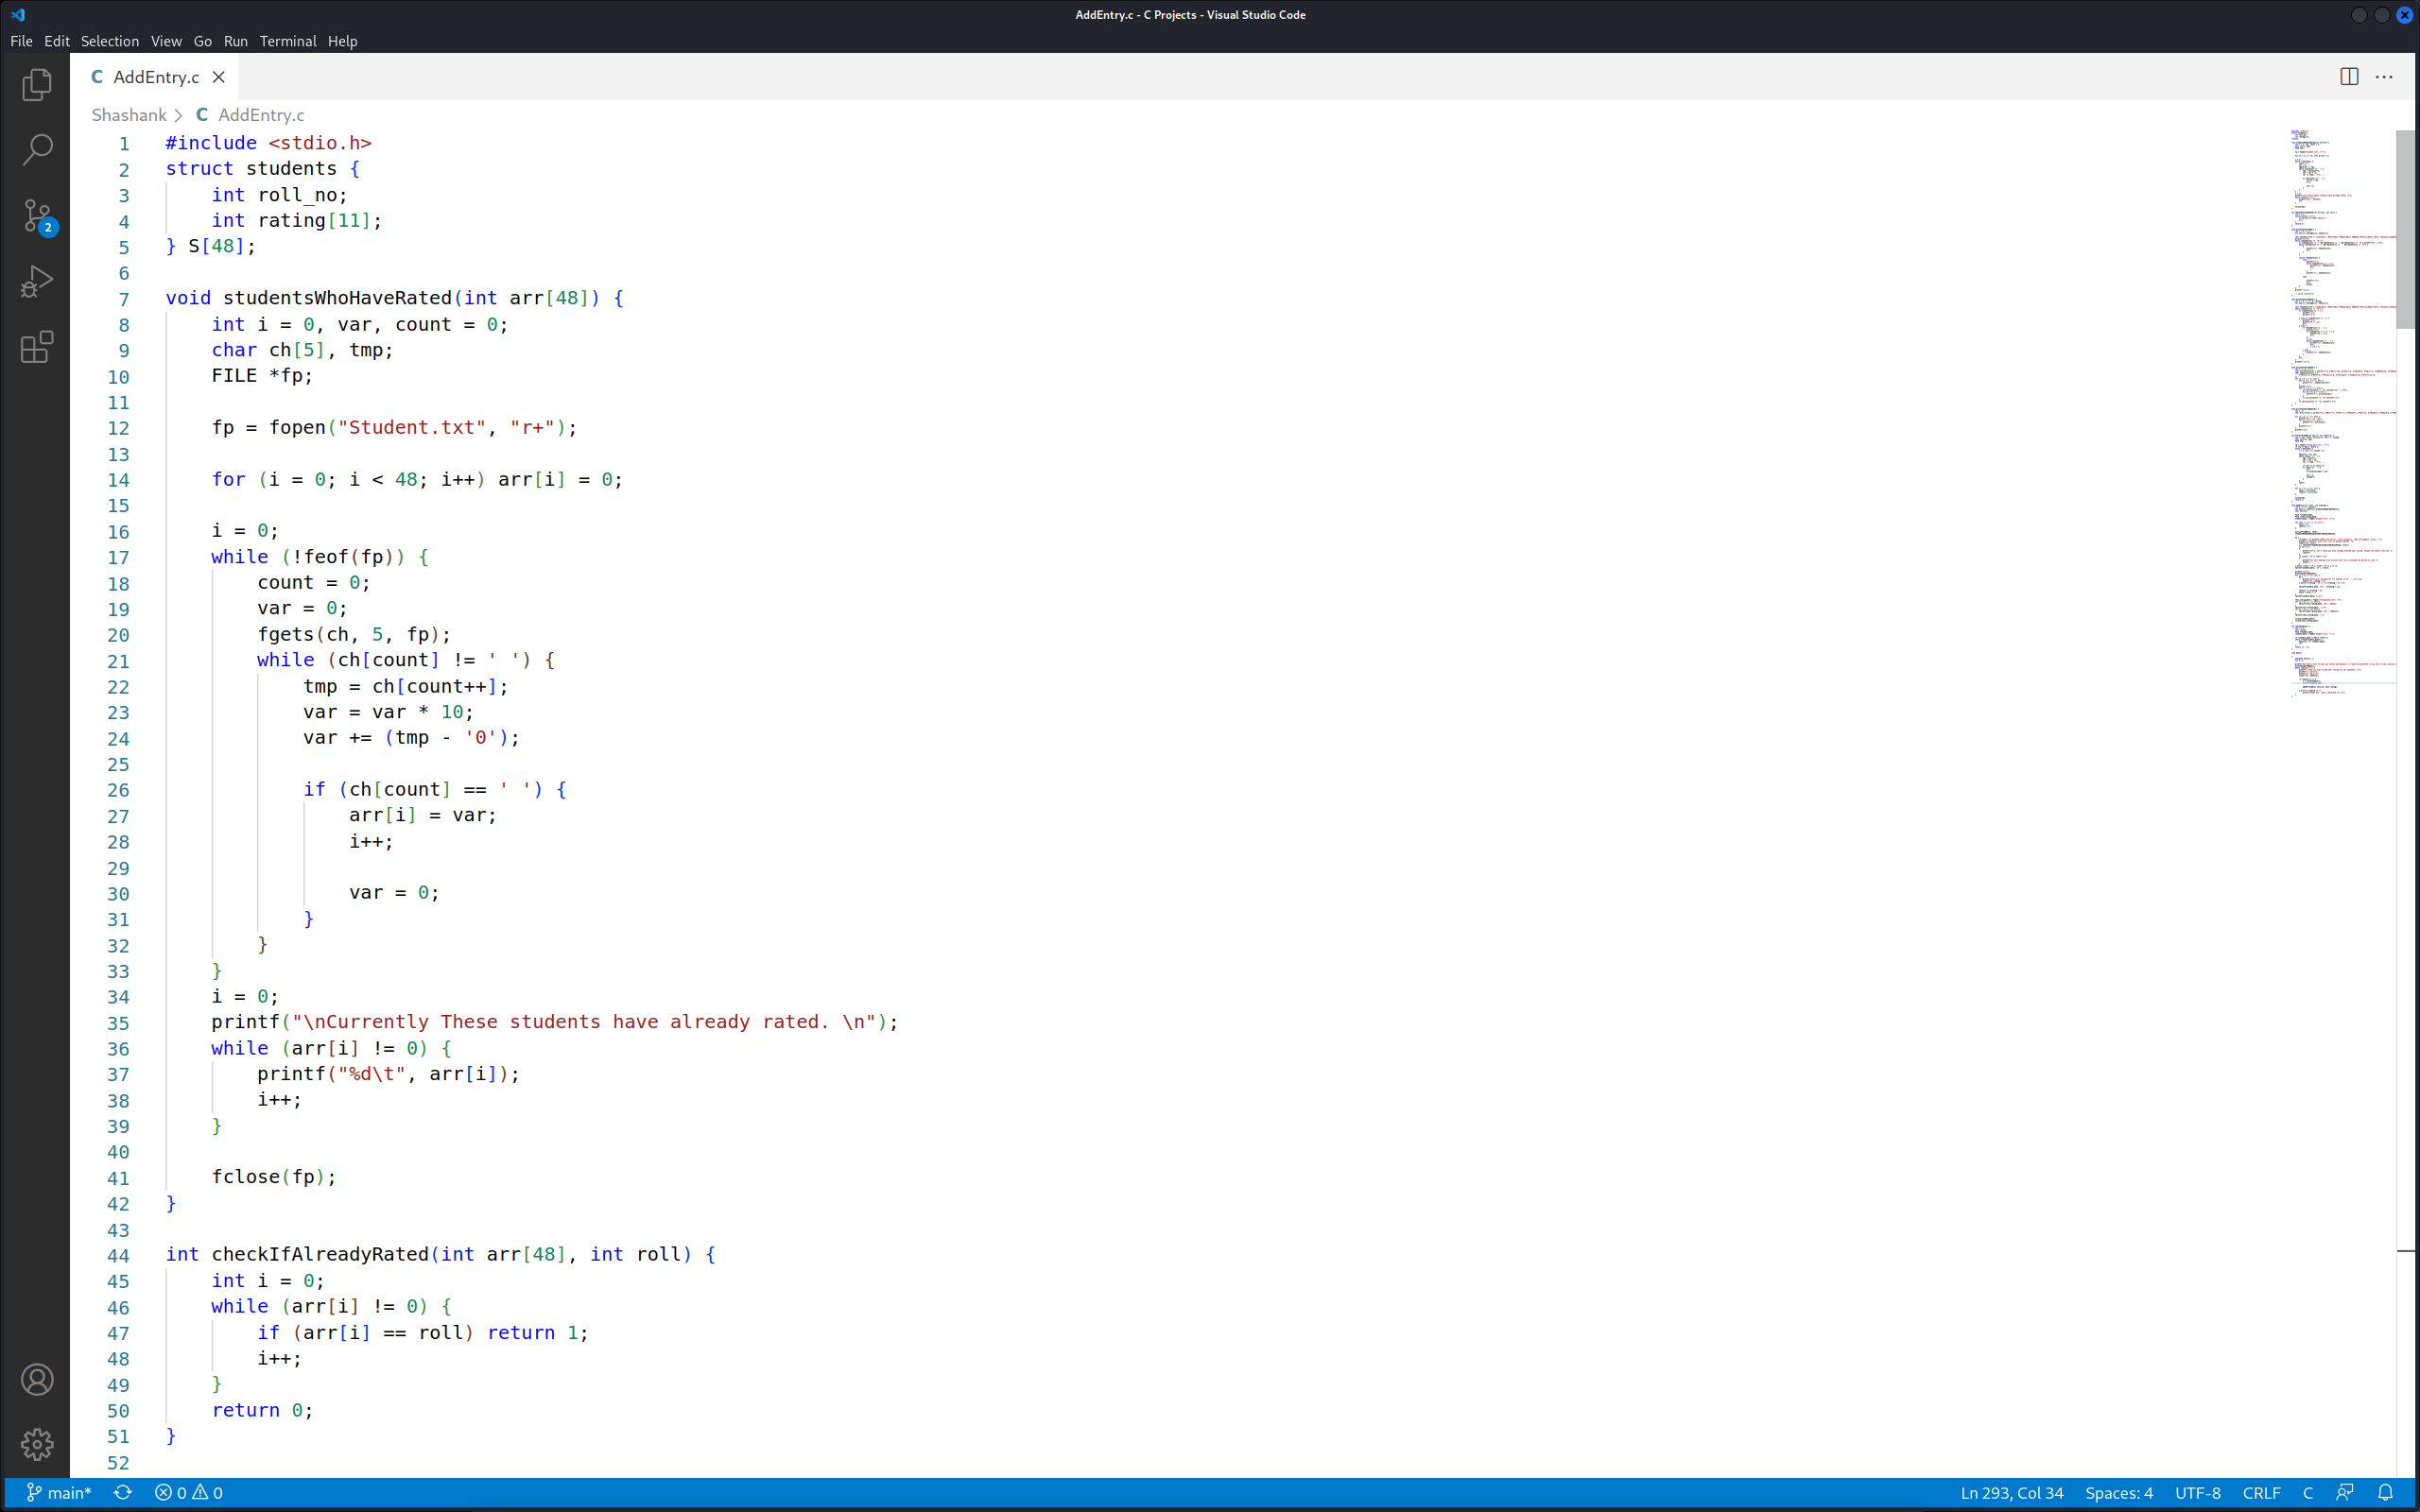 AddEntry.c - C Projects - Visual Studio Code
File Edit Selection View Go Run Terminal Help
C AddEntry.c
Shashank > C AddEntry.c
1 #include <stdio.h>
2 struct students {
3     int roll_no;
4     int rating[11];
5 } S[48];
6
7 void studentsWhoHaveRated(int arr[48]) {
8     int i = 0, var, count = 0;
9     char ch[5], tmp;
10     FILE *fp;
11
12     fp = fopen("Student.txt", "r+");
13
14     for (i = 0; i < 48; i++) arr[i] = 0;
15
16     i = 0;
17     while (!feof(fp)) {
18         count = 0;
19         var = 0;
20         fgets(ch, 5, fp);
21         while (ch[count] != ' ') {
22             tmp = ch[count++];
23             var = var * 10;
24             var += (tmp - '0');
25
26             if (ch[count] == ' ') {
27                 arr[i] = var;
28                 i++;
29
30                 var = 0;
31             }
32         }
33     }
34     i = 0;
35     printf("\nCurrently These students have already rated. \n");
36     while (arr[i] != 0) {
37         printf("%d\t", arr[i]);
38         i++;
39     }
40
41     fclose(fp);
42 }
43
44 int checkIfAlreadyRated(int arr[48], int roll) {
45     int i = 0;
46     while (arr[i] != 0) {
47         if (arr[i] == roll) return 1;
48         i++;
49     }
50     return 0;
51 }
52
2
main* 0 0 Ln 293, Col 34 Spaces: 4 UTF-8 CRLF C